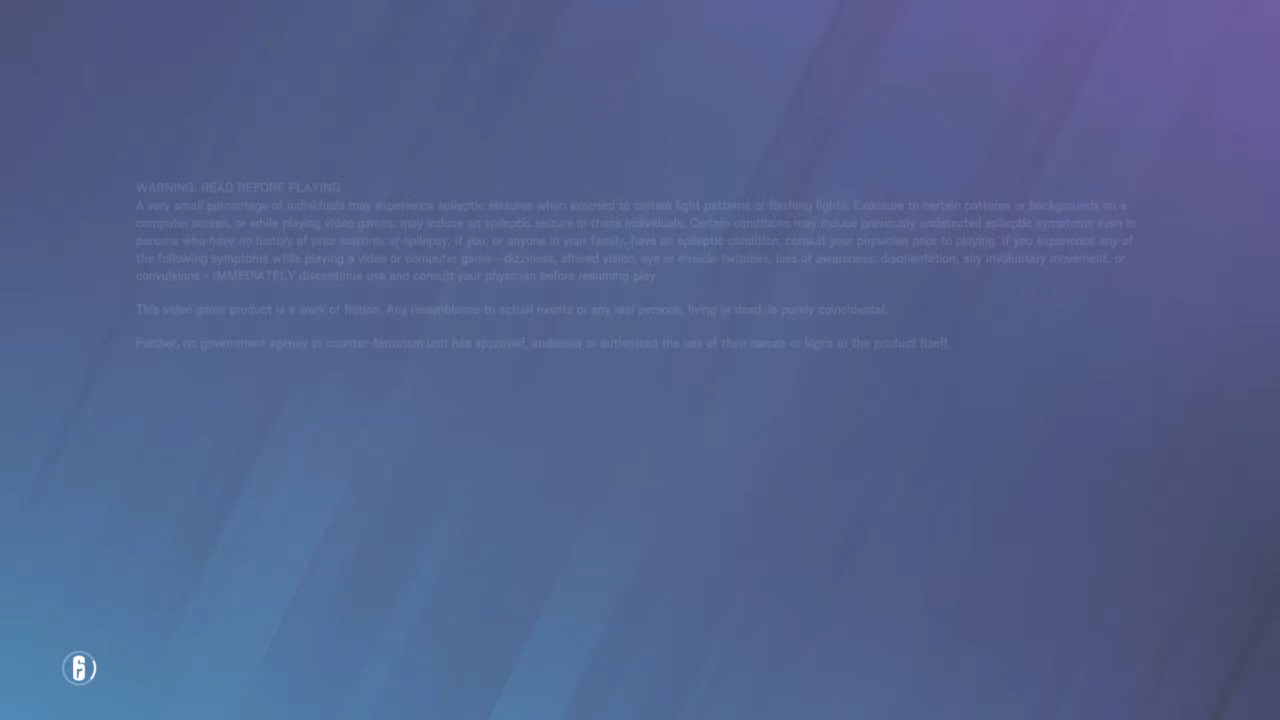 WARNING: READ BEFORE PLAYING
A very small percentage of individuals may experience epileptic seizures when exposed to certain light patterns or flashing lights. Exposure to certain patterns or backgrounds on a
computer screen, or while playing video games, may induce an epileptic seizure in these individuals. Certain conditions may induce previously undetected epileptic symptoms even in
persons who have no history of prior seizures or epilepsy. If you, or anyone in your family, have an epileptic condition, consult your physician prior to playing. If you experience any of
the following symptoms while playing a video or computer game - dizziness, altered vision, eye or muscle twitches, loss of awareness, disorientation, any involuntary movement, or
convulsions - IMMEDIATELY discontinue use and consult your physician before resuming play
This video game product is a work of fiction. Any resemblance to actual events or any real persons, living or dead, is purely coincidental.
Further, no government agency or counter-terrorism unit has approved, endorsed or authorized the use of their names or logos or the product itself.
6